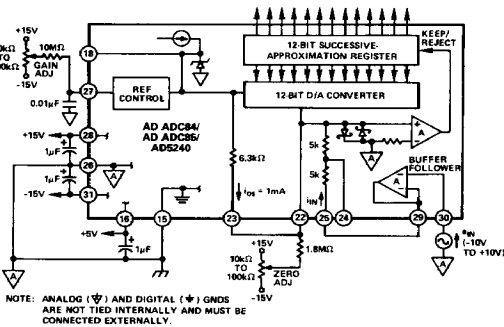 +15V
10kΩ
TO
100kΩ
10MΩ
GAIN
ADJ
-15V
0.01μF
18
27
REF
CONTROL
12-BIT SUCCESSIVE-
APPROXIMATION REGISTER
KEEP/
REJECT
12-BIT D/A CONVERTER
AD ADC84/
AD ADC85/
AD5240
+15V
28
1μF
26
A
1μF
-15V
31
6.3kΩ
iOS = 1mA
5k
5k
iIN
A
A
BUFFER
FOLLOWER
A
16
15
23
22
25
24
29
30
+5V
1μF
+15V
10kΩ
TO
100kΩ
ZERO
ADJ
-15V
1.8MΩ
eIN
(-10V
TO +10V)
A
A
NOTE: ANALOG (A) AND DIGITAL (⏚) GNDS
ARE NOT TIED INTERNALLY AND MUST BE
CONNECTED EXTERNALLY.